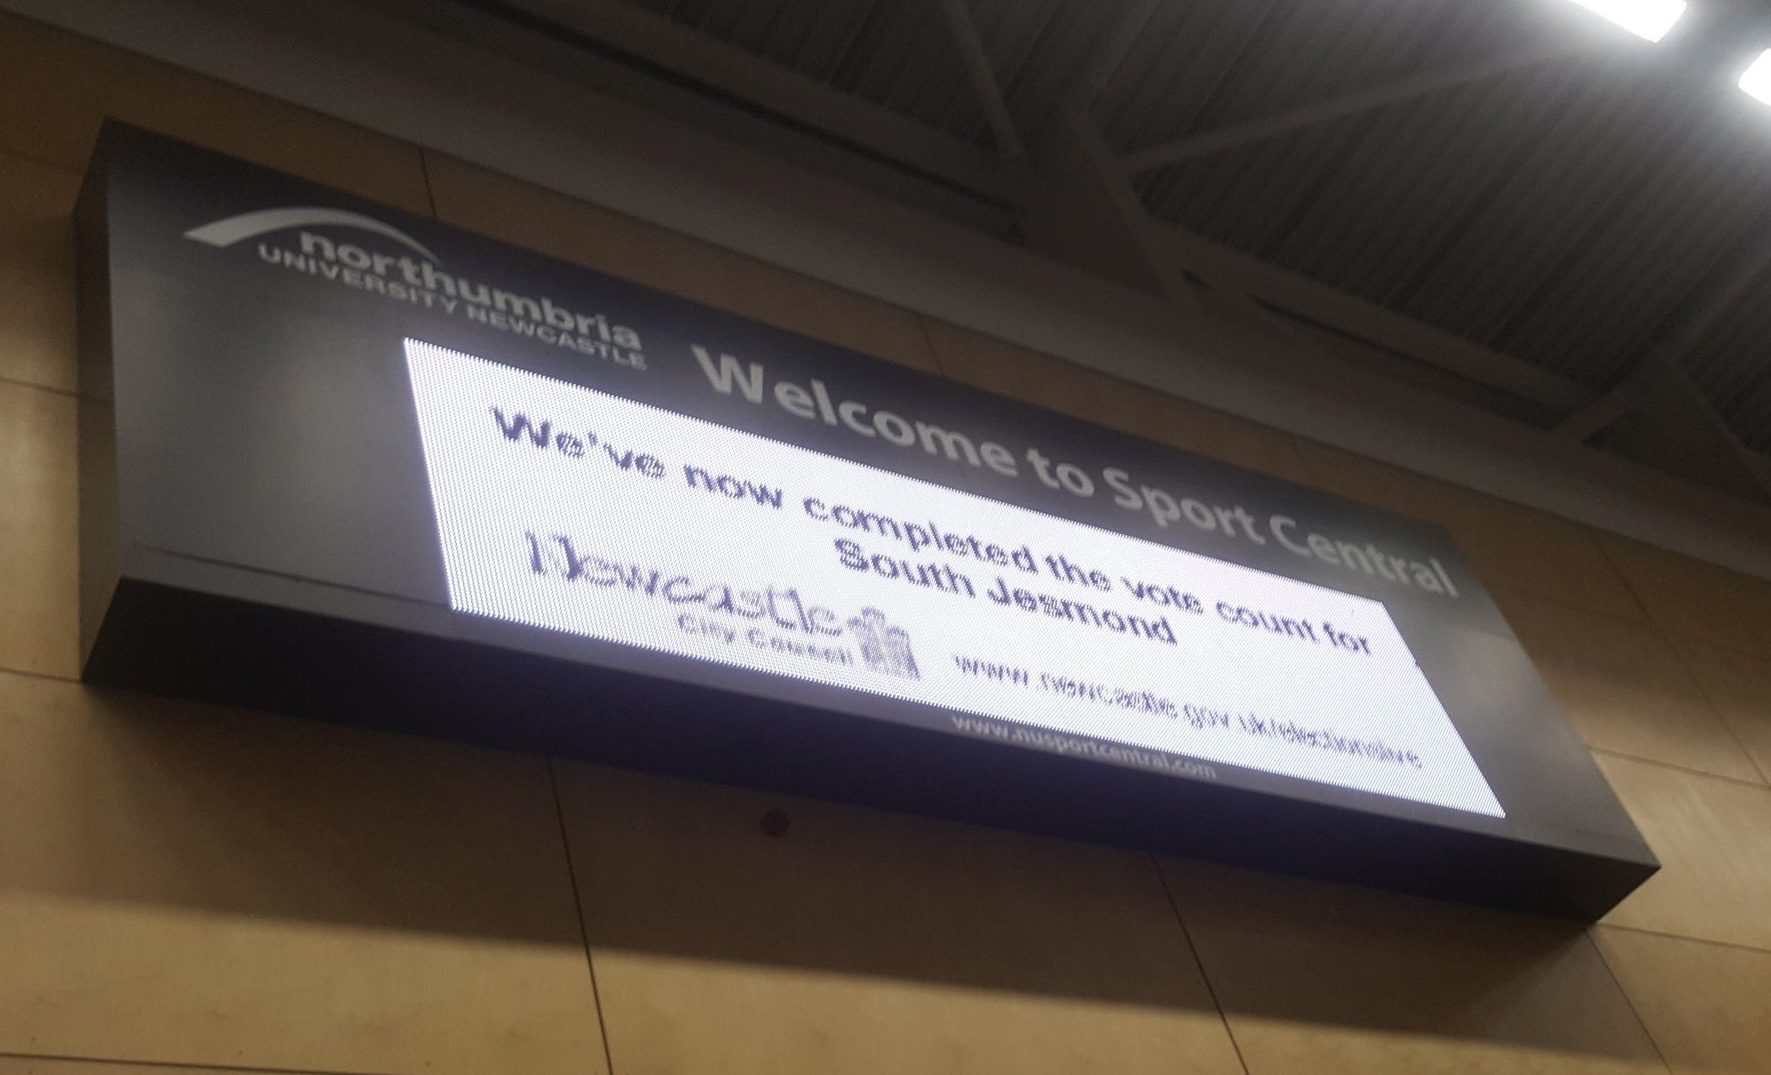 northumbria
UNIVERSITY NEWCASTLE
Welcome to Sport Central
We've now completed the vote count for
South Jesmond
Newcastle
City Council
www.newcastle.gov.uk/electionslive
www.nusportcentral.com